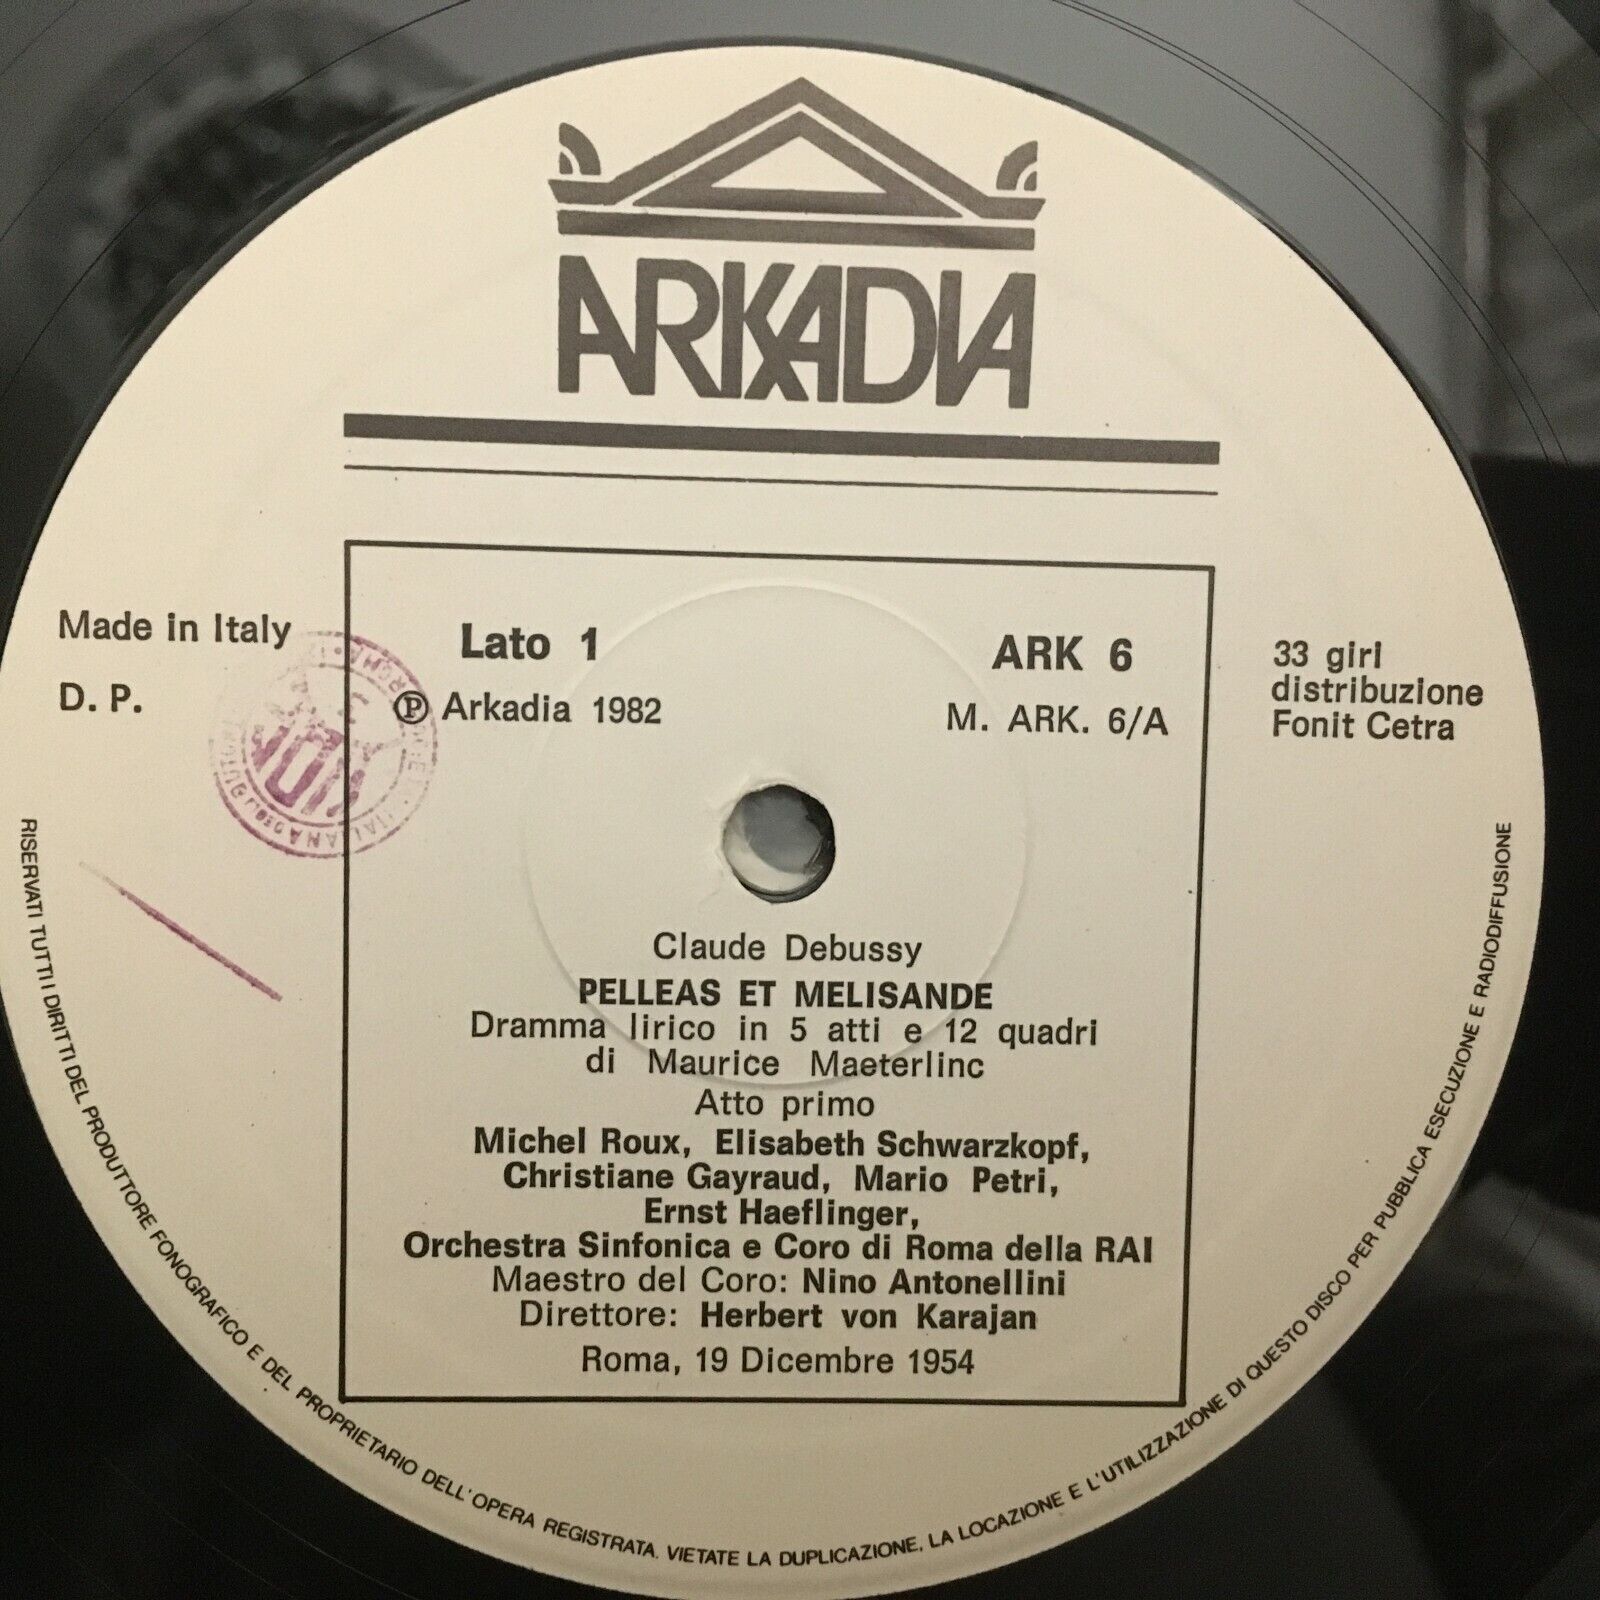 ARKADIA
Made in Italy
D. P.
Lato 1
ARK 6
Ⓟ Arkadia 1982
M. ARK. 6/A
33 giri
distribuzione
Fonit Cetra
Claude Debussy
PELLEAS ET MELISANDE
Dramma lirico in 5 atti e 12 quadri
di Maurice Maeterlinc
Atto primo
Michel Roux, Elisabeth Schwarzkopf,
Christiane Gayraud, Mario Petri,
Ernst Haeflinger,
Orchestra Sinfonica e Coro di Roma della RAI
Maestro del Coro: Nino Antonellini
Direttore: Herbert von Karajan
Roma, 19 Dicembre 1954
RISERVATI TUTTI I DIRITTI DEL PRODUTTORE FONOGRAFICO E DEL PROPRIETARIO DELL'OPERA REGISTRATA. VIETATE LA DUPLICAZIONE, LA LOCAZIONE E L'UTILIZZAZIONE DI QUESTO DISCO PER PUBBLICA ESECUZIONE E RADIODIFFUSIONE